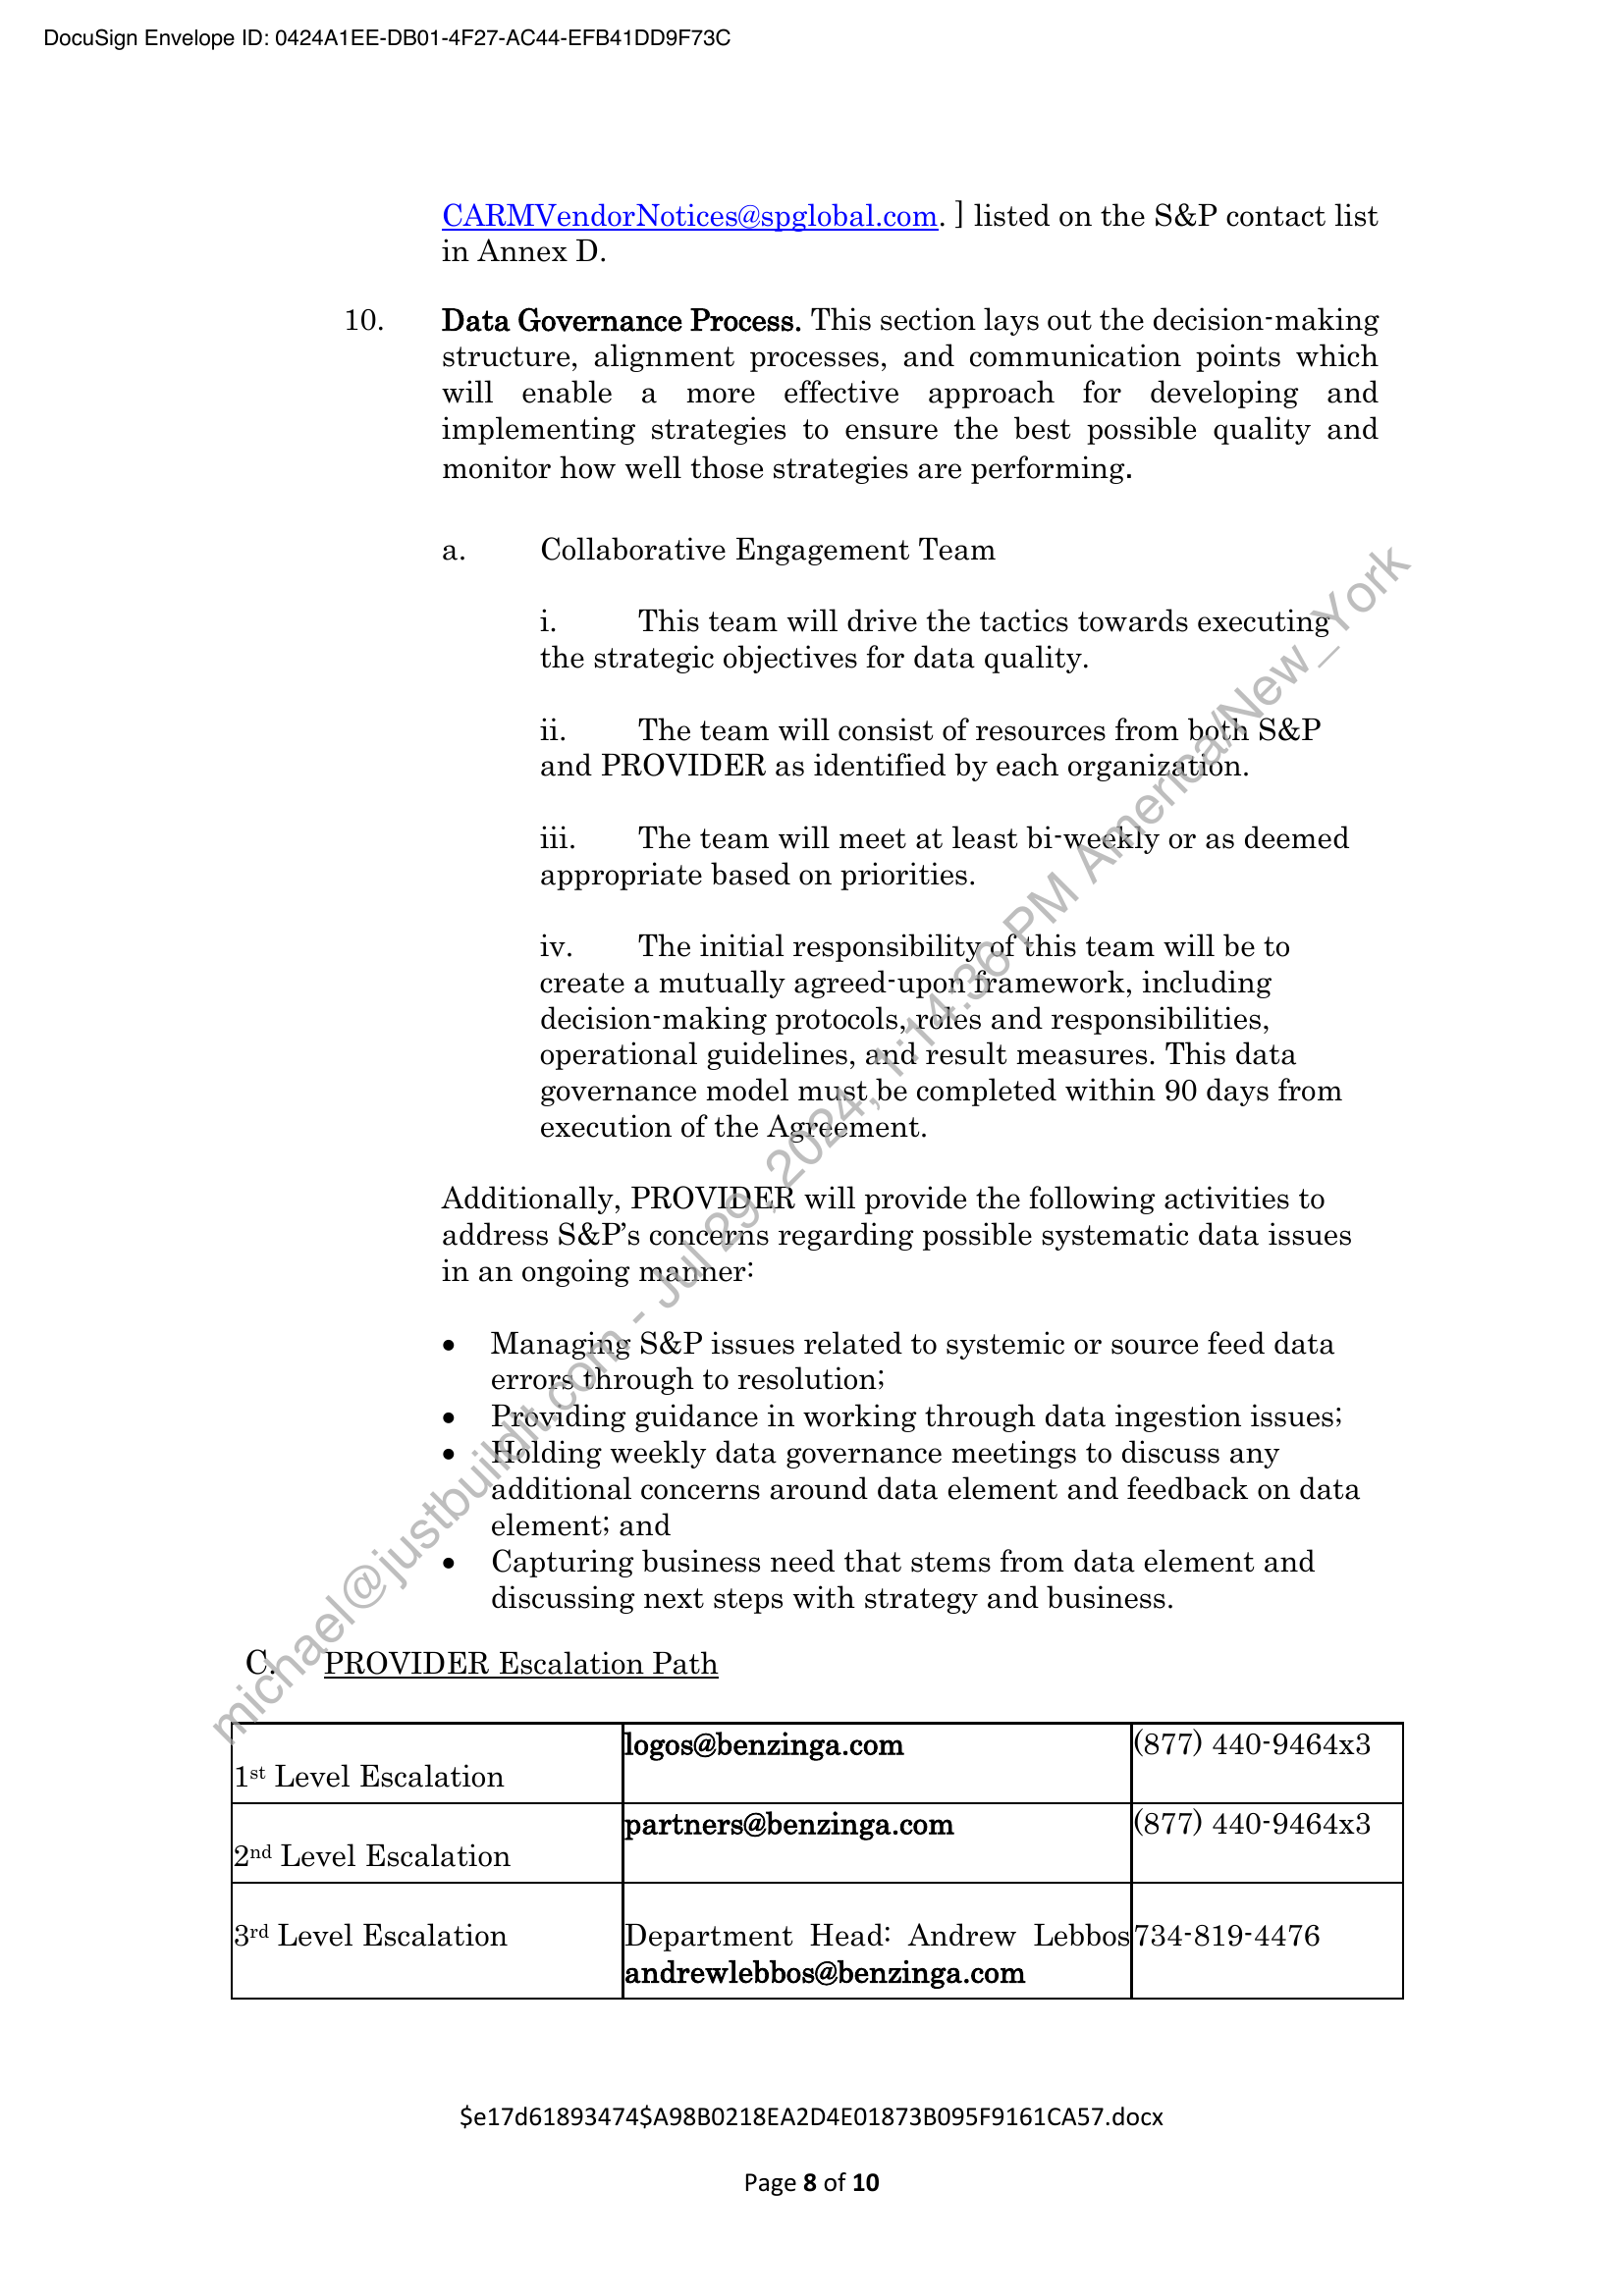 DocuSign Envelope ID: 0424A1EE-DB01-4F27-AC44-EFB41DD9F73C
CARMVendorNotices@spglobal.com. ] listed on the S&P contact list
in Annex D.
10. Data Governance Process. This section lays out the decision-making
structure, alignment processes, and communication points which
will enable a more effective approach for developing and
implementing strategies to ensure the best possible quality and
monitor how well those strategies are performing.
a. Collaborative Engagement Team
i. This team will drive the tactics towards executing
the strategic objectives for data quality.
ii. The team will consist of resources from both S&P
and PROVIDER as identified by each organization.
iii. The team will meet at least bi-weekly or as deemed
appropriate based on priorities.
iv. The initial responsibility of this team will be to
create a mutually agreed-upon framework, including
decision-making protocols, roles and responsibilities,
operational guidelines, and result measures. This data
governance model must be completed within 90 days from
execution of the Agreement.
Additionally, PROVIDER will provide the following activities to
address S&P’s concerns regarding possible systematic data issues
in an ongoing manner:
• Managing S&P issues related to systemic or source feed data
errors through to resolution;
• Providing guidance in working through data ingestion issues;
• Holding weekly data governance meetings to discuss any
additional concerns around data element and feedback on data
element; and
• Capturing business need that stems from data element and
discussing next steps with strategy and business.
C. PROVIDER Escalation Path
1st Level Escalation logos@benzinga.com (877) 440-9464x3
2nd Level Escalation partners@benzinga.com (877) 440-9464x3
3rd Level Escalation Department Head: Andrew Lebbos 734-819-4476
andrewlebbos@benzinga.com
michael@justbuildit.com - Jul 29, 2024, 1:14:36 PM America/New_York
$e17d61893474$A98B0218EA2D4E01873B095F9161CA57.docx
Page 8 of 10